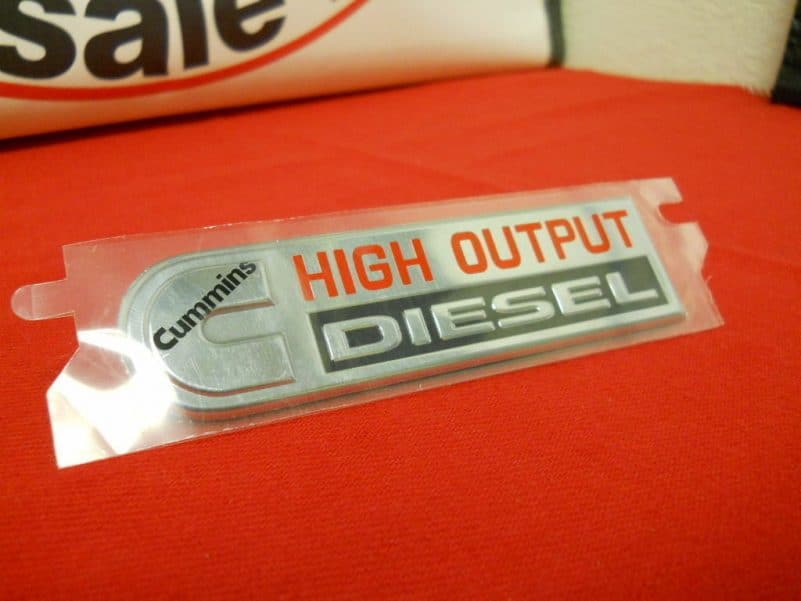 sale
Cummins
HIGH OUTPUT
DIESEL